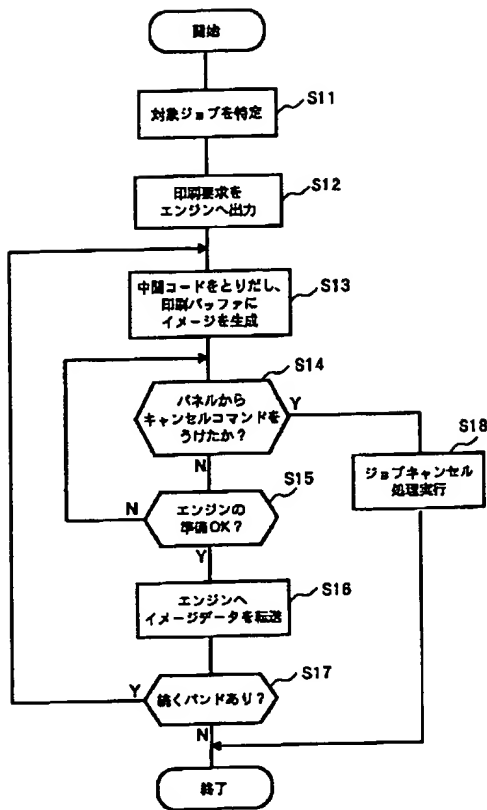 開始
対象ジョブを特定
S11
印刷要求を
エンジンへ出力
S12
中間コードをとりだし、
印刷バッファに
イメージを生成
S13
パネルから
キャンセルコマンドを
うけたか?
S14
Y
N
ジョブキャンセル
処理実行
S18
エンジンの
準備OK?
S15
N
Y
エンジンへ
イメージデータを転送
S16
続くバンドあり?
S17
Y
N
終了